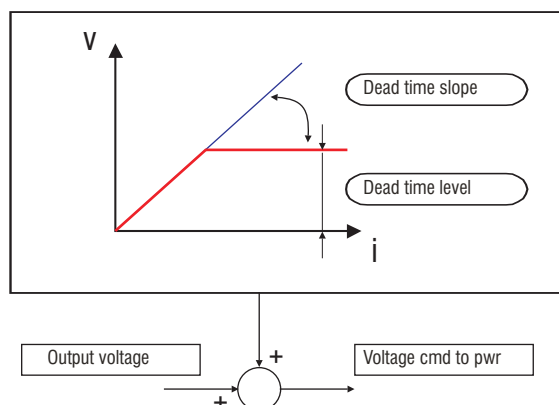 v
Dead time slope
Dead time level
i
+
Output voltage
Voltage cmd to pwr
+